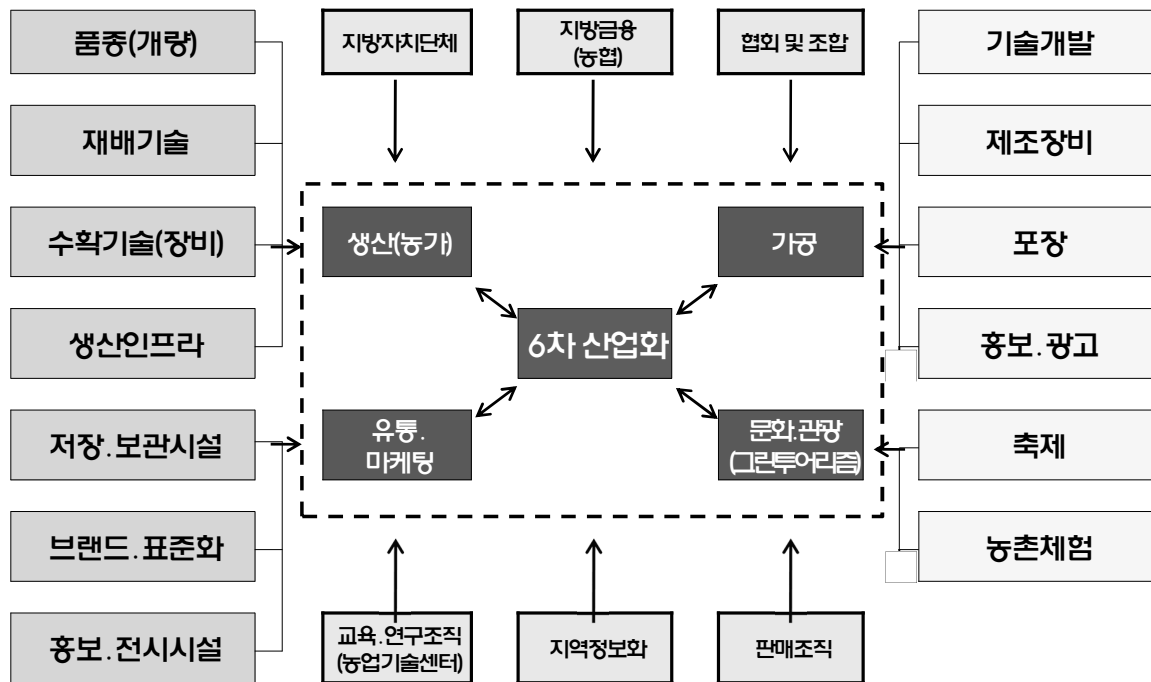 품종(개량)
재배기술
수확기술(장비)
생산인프라
저장.보관시설
브랜드.표준화
홍보.전시시설
지방자치단체
지방금융
(농협)
협회 및 조합
생산(농가)
가공
6차 산업화
유통.
마케팅
문화.관광
(그린투어리즘)
교육.연구조직
(농업기술센터)
지역정보화
판매조직
기술개발
제조장비
포장
홍보.광고
축제
농촌체험